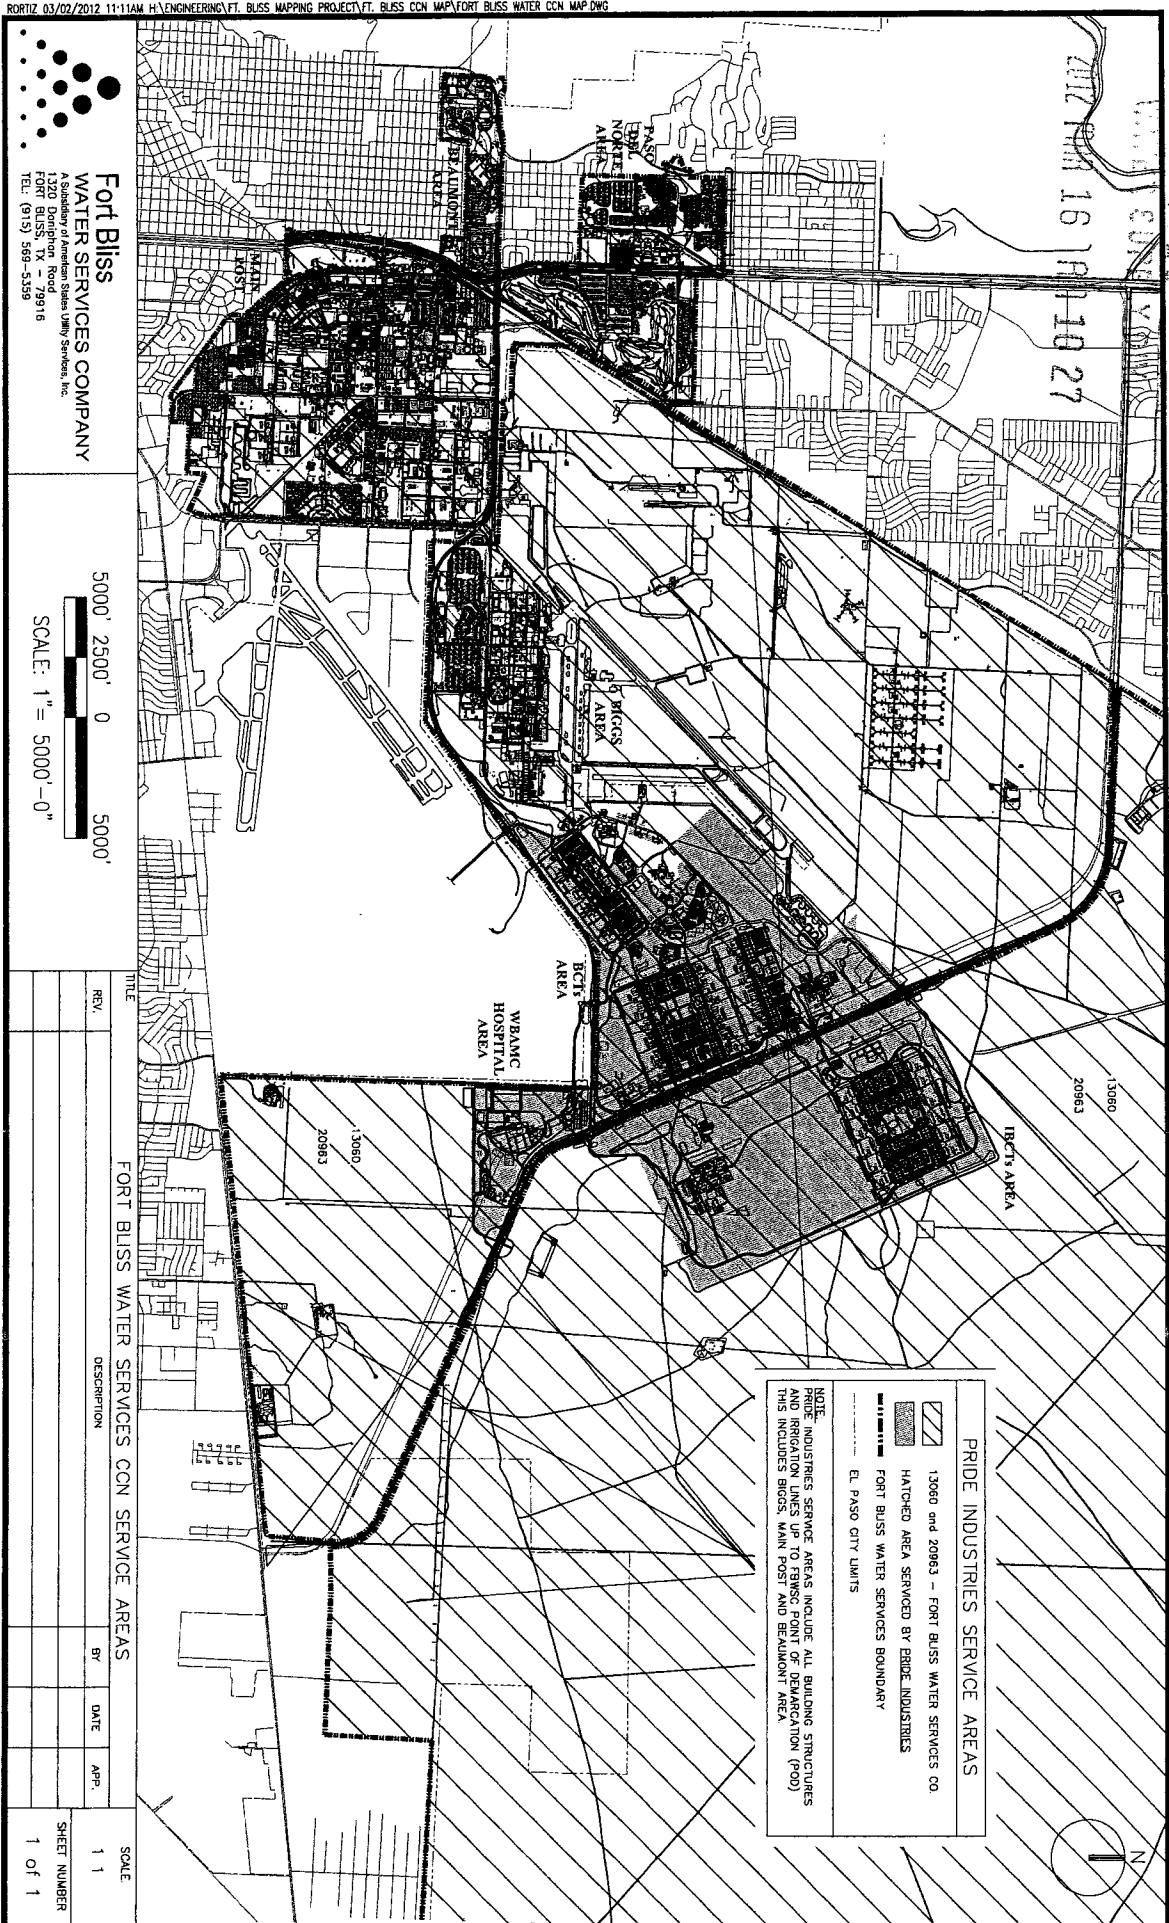 RORTIZ 03/02/2012 11:11AM H:\ENGINEERING\FT. BLISS MAPPING PROJECT\FT. BLISS CCN MAP\FORT BLISS WATER CCN MAP.DWG
16 10 27
PASO
DEL
NORTE
AREA
BEAUMONT
AREA
MAIN
POST
BIGGS
AREA
BCTs
AREA
WBAMC
HOSPITAL
AREA
IBCTs AREA
13060
20963
13060
20963
N
PRIDE INDUSTRIES SERVICE AREAS
13060 and 20963 – FORT BLISS WATER SERVICES CO.
HATCHED AREA SERVICED BY PRIDE INDUSTRIES
FORT BLISS WATER SERVICES BOUNDARY
EL PASO CITY LIMITS
NOTE:
PRIDE INDUSTRIES SERVICE AREAS INCLUDE ALL BUILDING STRUCTURES
AND IRRIGATION LINES UP TO FBWSC POINT OF DEMARCATION (POD)
THIS INCLUDES BIGGS, MAIN POST AND BEAUMONT AREA.
Fort Bliss
WATER SERVICES COMPANY
A Subsidiary of American States Utility Services, Inc.
1320 Doniphan Road
FORT BLISS, TX – 79916
TEL: (915) 569-5359
5000' 2500' 0 5000'
SCALE: 1" = 5000'-0"
TITLE
FORT BLISS WATER SERVICES CCN SERVICE AREAS
REV. DESCRIPTION BY DATE APP.
SCALE:
1 1
SHEET NUMBER
1 of 1